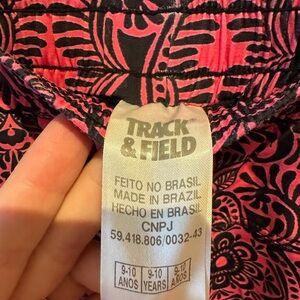 TRACK
& FIELD
FEITO NO BRASIL
MADE IN BRAZIL
HECHO EN BRASIL
CNPJ
59.418.806/0032-43
9-10 9-10 9-10
ANOS YEARS AÑOS